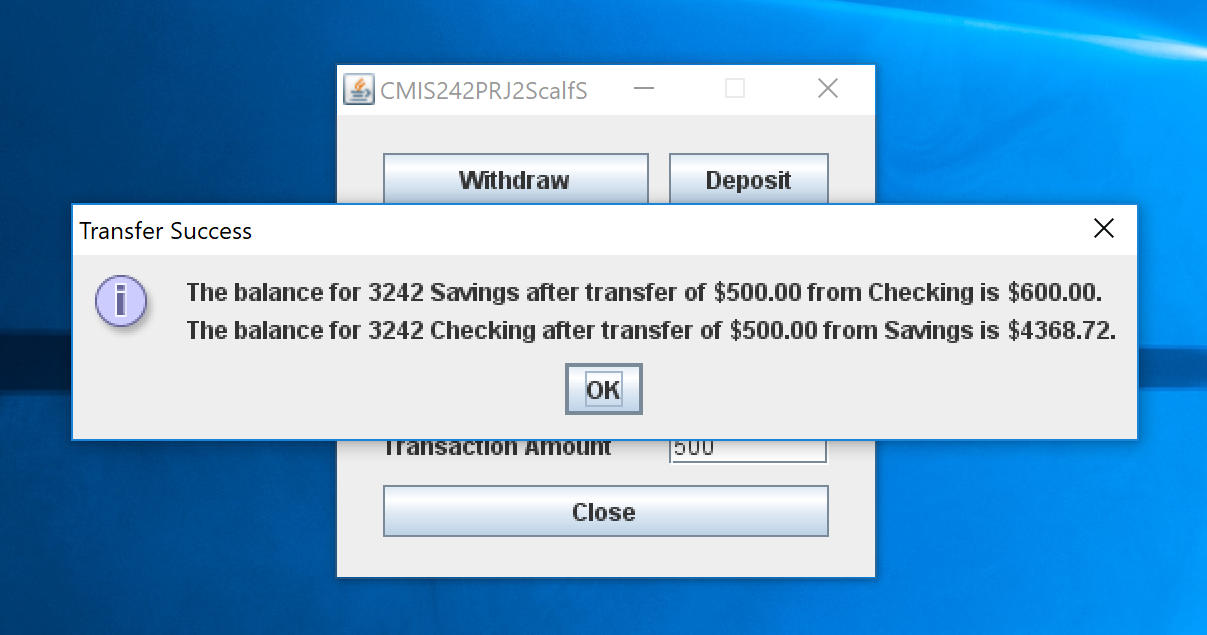 CMIS242PRJ2ScalfS
Withdraw
Deposit
Transfer Success
The balance for 3242 Savings after transfer of $500.00 from Checking is $600.00.
The balance for 3242 Checking after transfer of $500.00 from Savings is $4368.72.
OK
Transaction Amount
500
Close